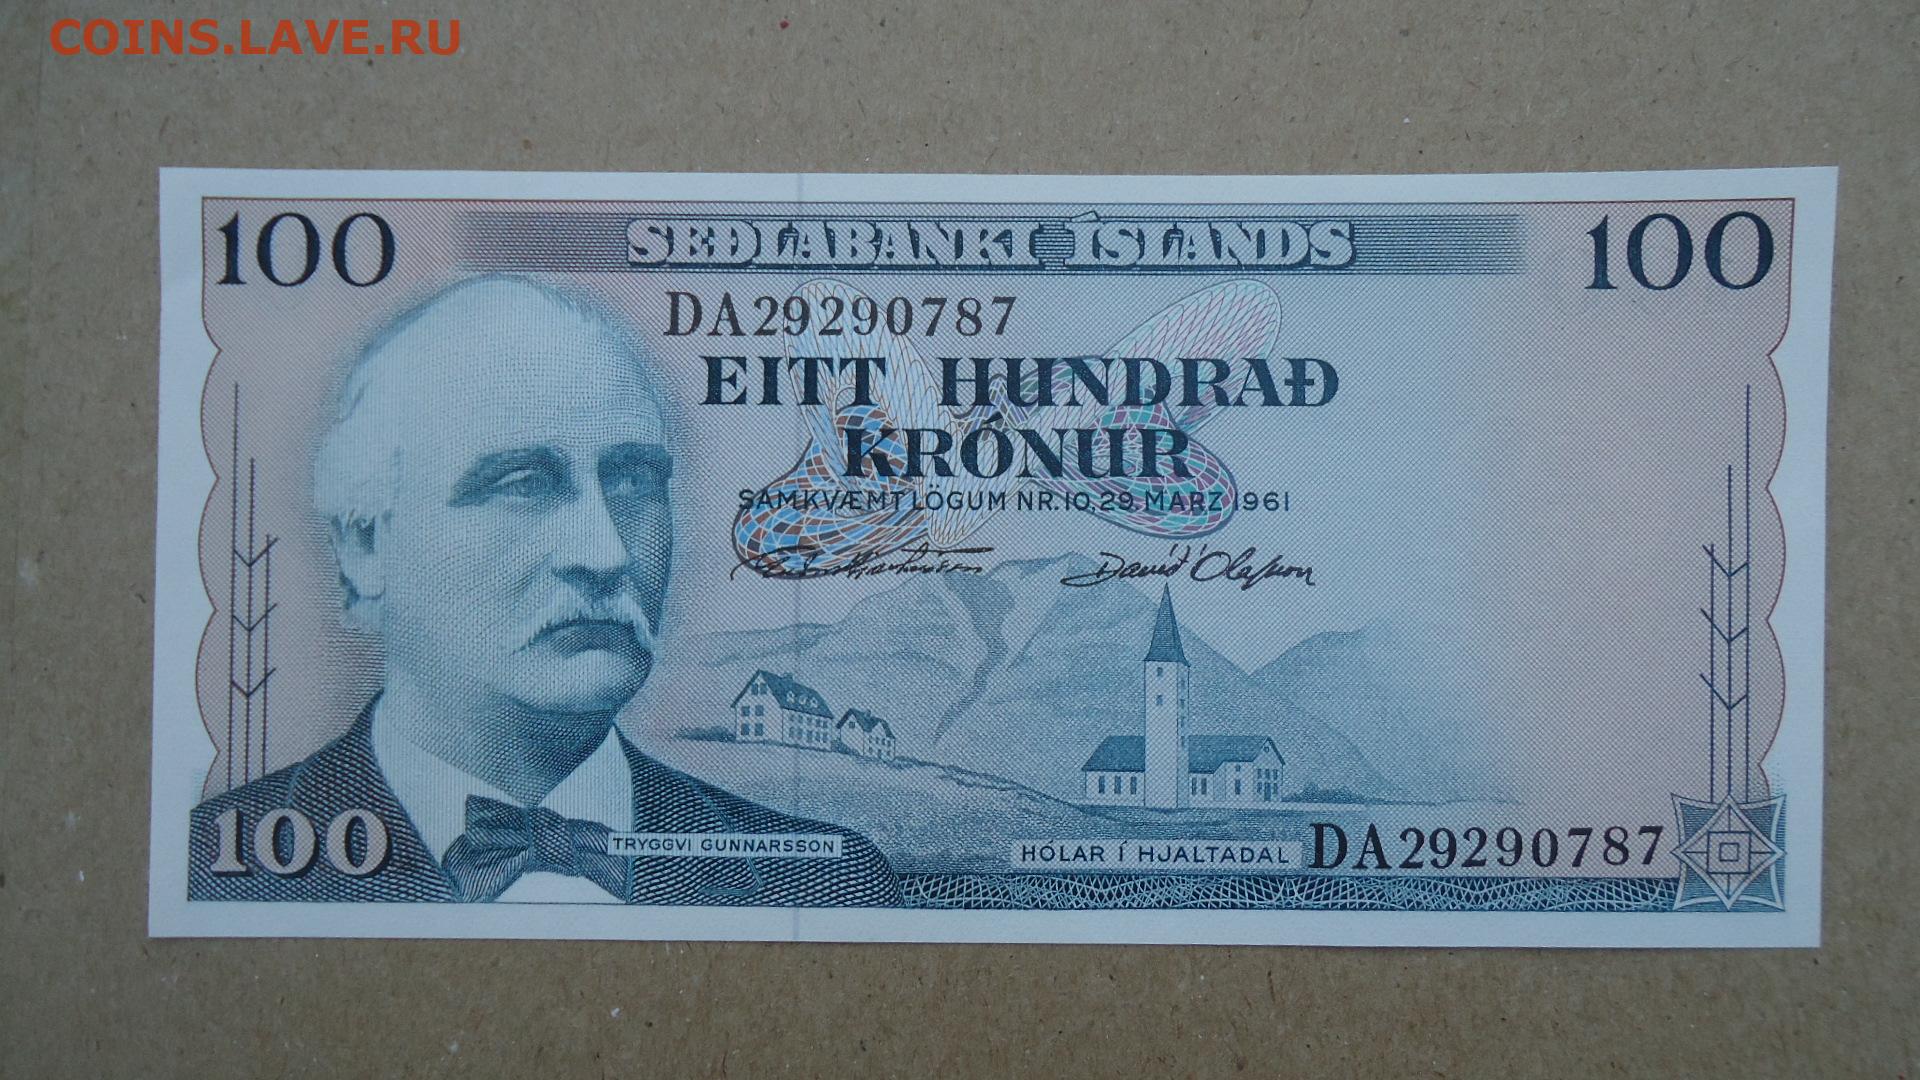 COINS.LAVE.RU
100 SEÐLABANKI ÍSLANDS 100
DA29290787
EITT HUNDRAÐ
KRÓNUR
SAMKVÆMT LÖGUM NR. 10, 29. MARZ 1961
Davíð Ólafsson
100
TRYGGVI GUNNARSSON
HÓLAR Í HJALTADAL
DA29290787